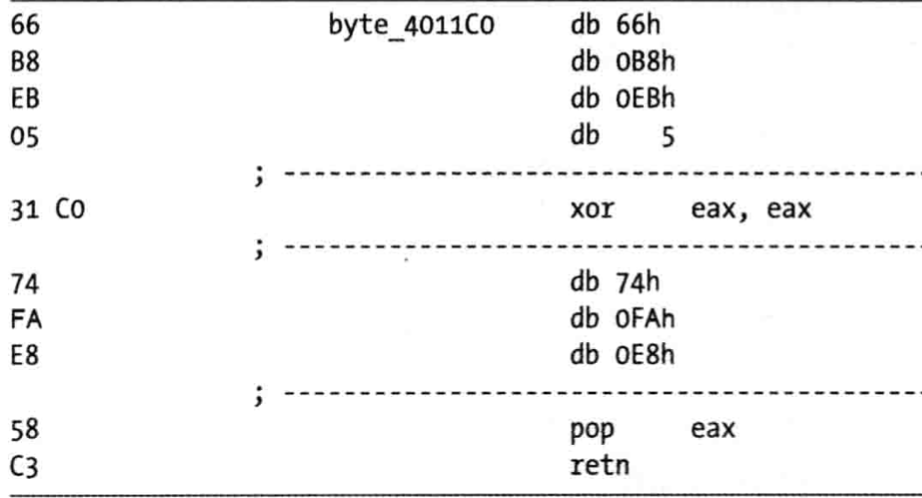 66 byte_4011C0 db 66h
B8 db 0B8h
EB db 0EBh
05 db 5
; ------------------------------------------------
31 C0 xor eax, eax
; ------------------------------------------------
74 db 74h
FA db 0FAh
E8 db 0E8h
; ------------------------------------------------
58 pop eax
C3 retn